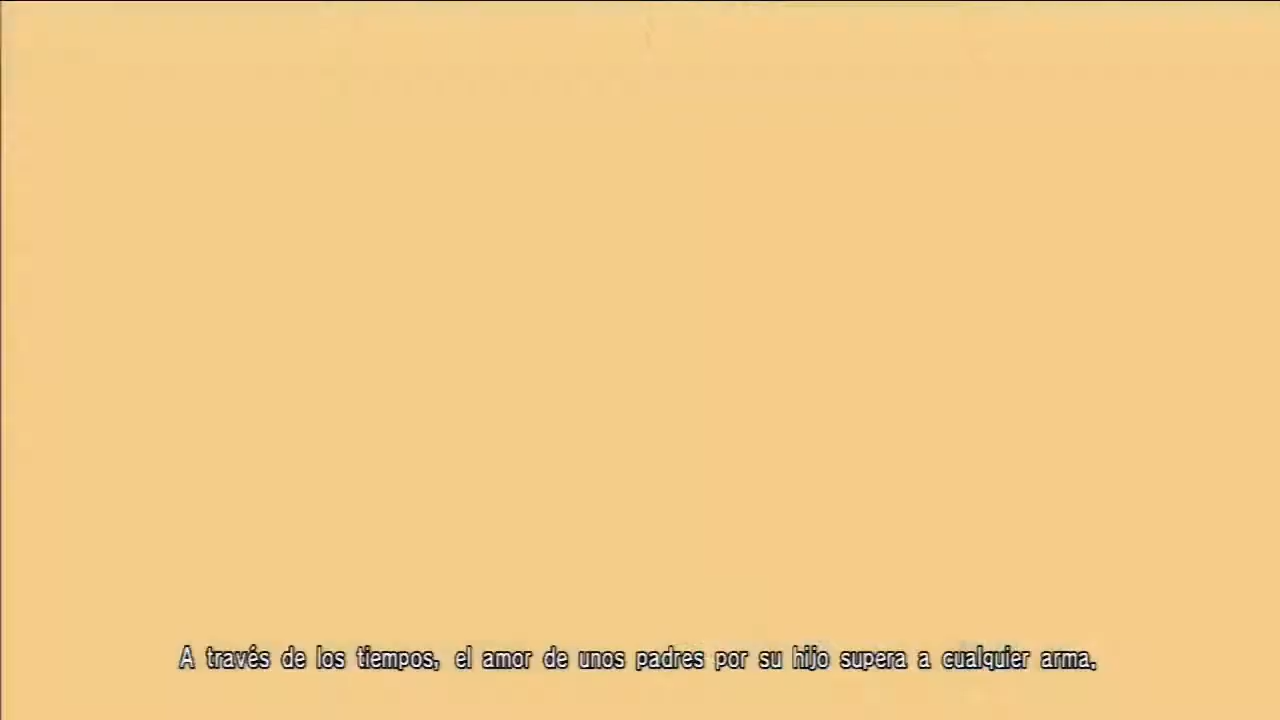 A través de los tiempos, el amor de unos padres por su hijo supera a cualquier arma.